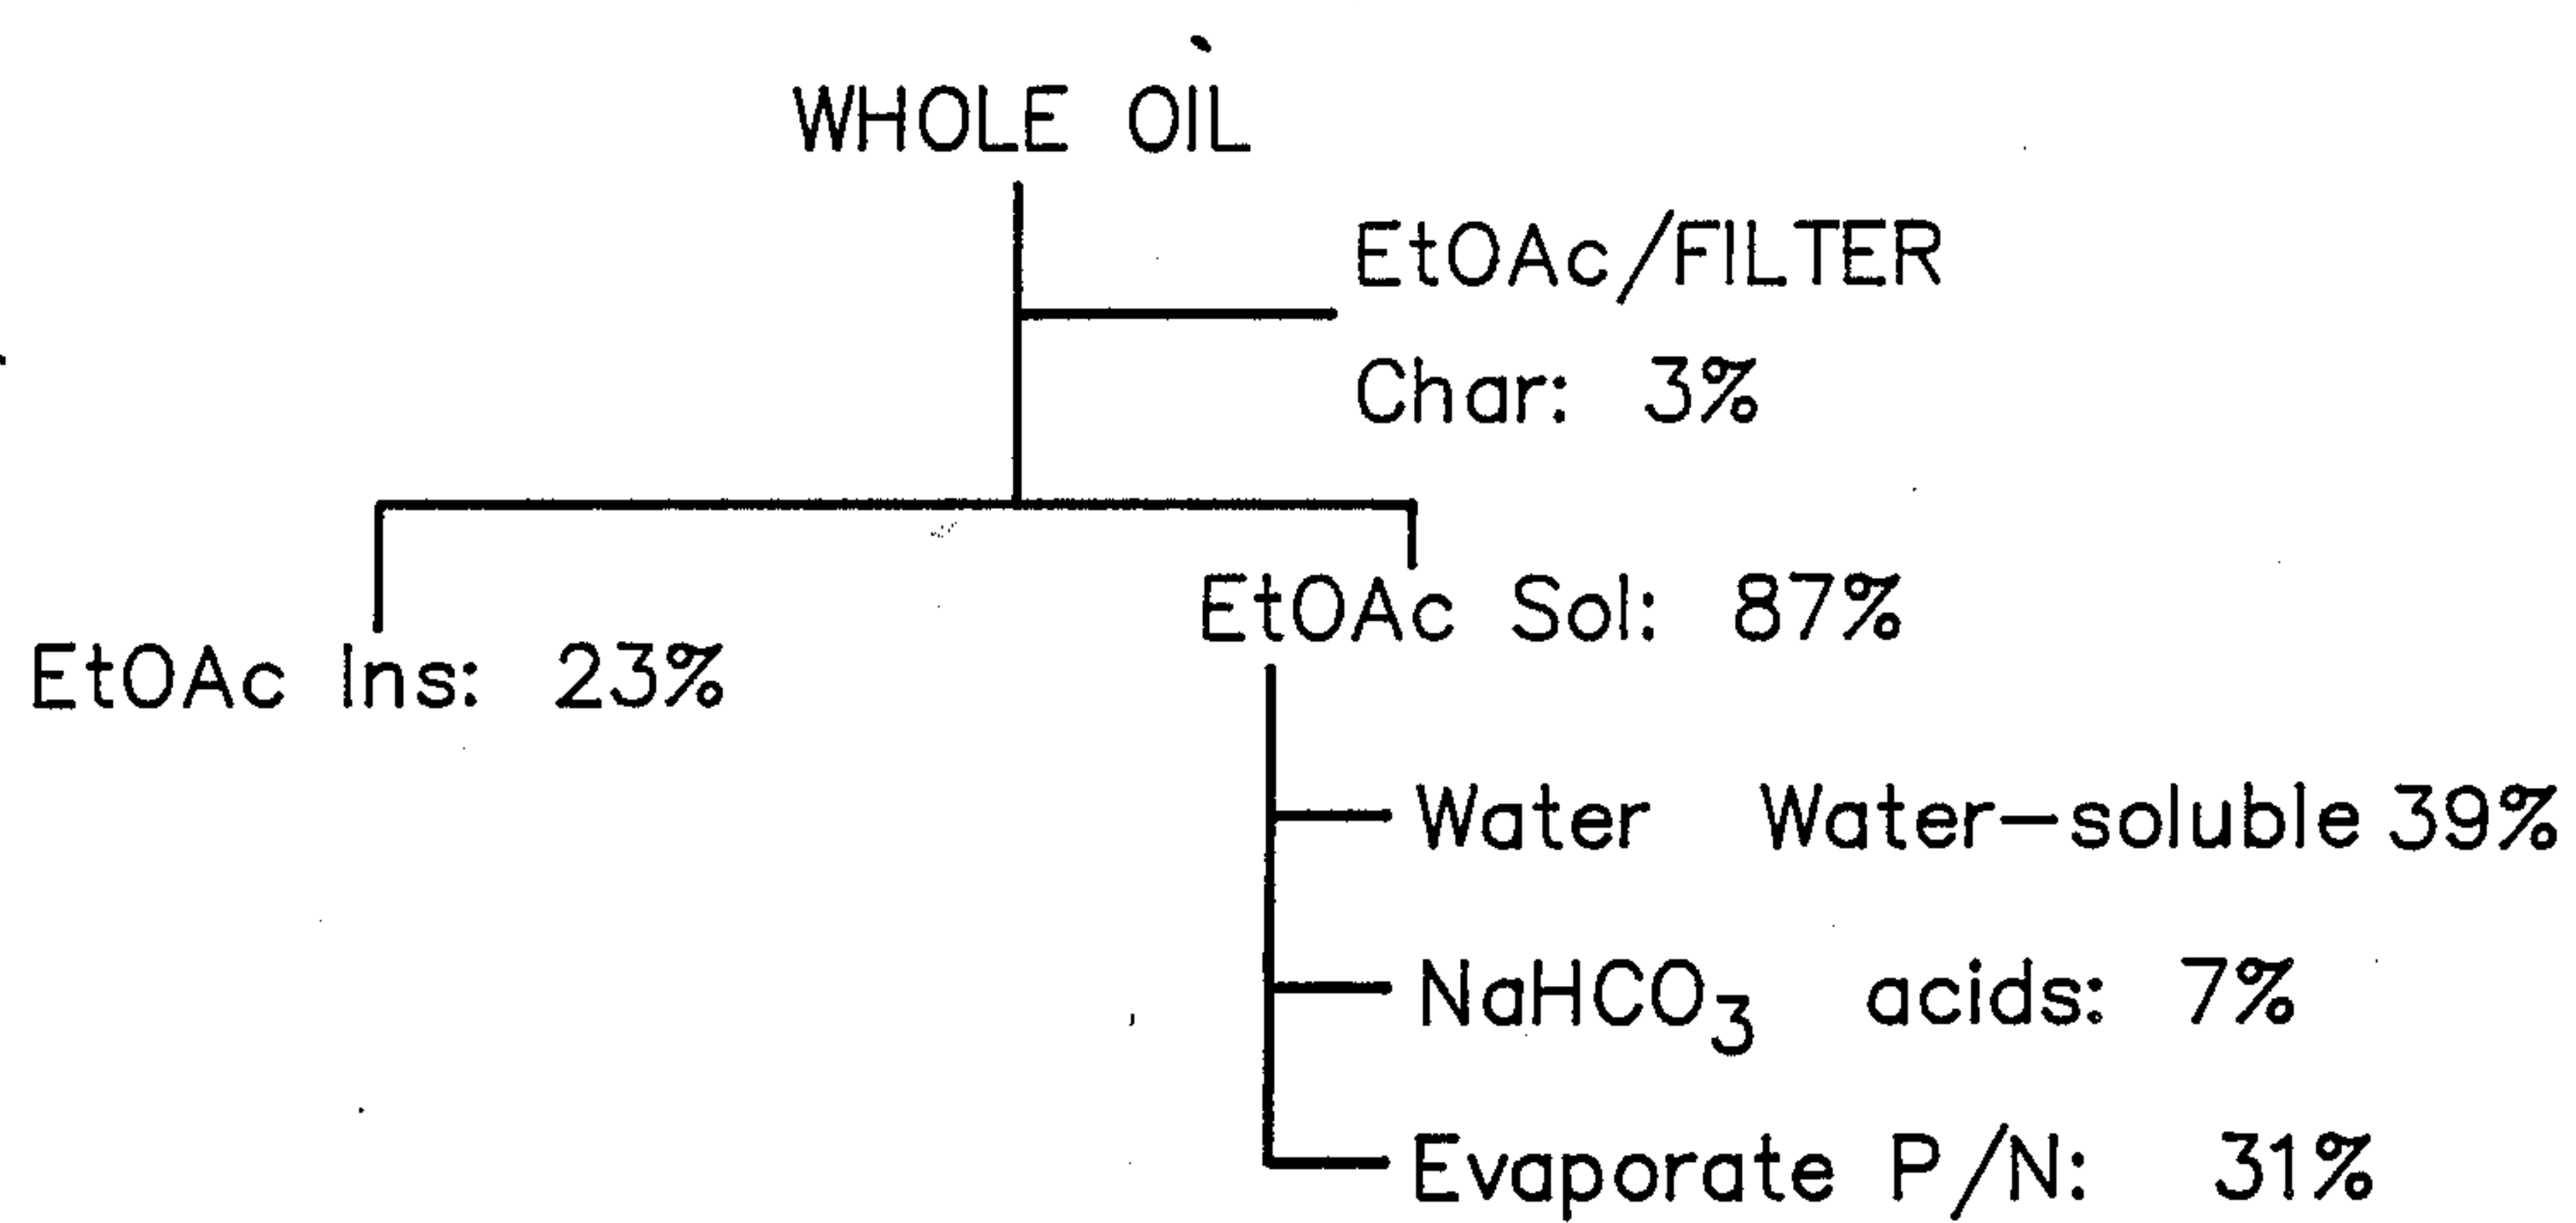 WHOLE OIL
EtOAc/FILTER
Char: 3%
EtOAc Sol: 87%
EtOAc Ins: 23%
Water Water-soluble 39%
NaHCO₃ acids: 7%
Evaporate P/N: 31%